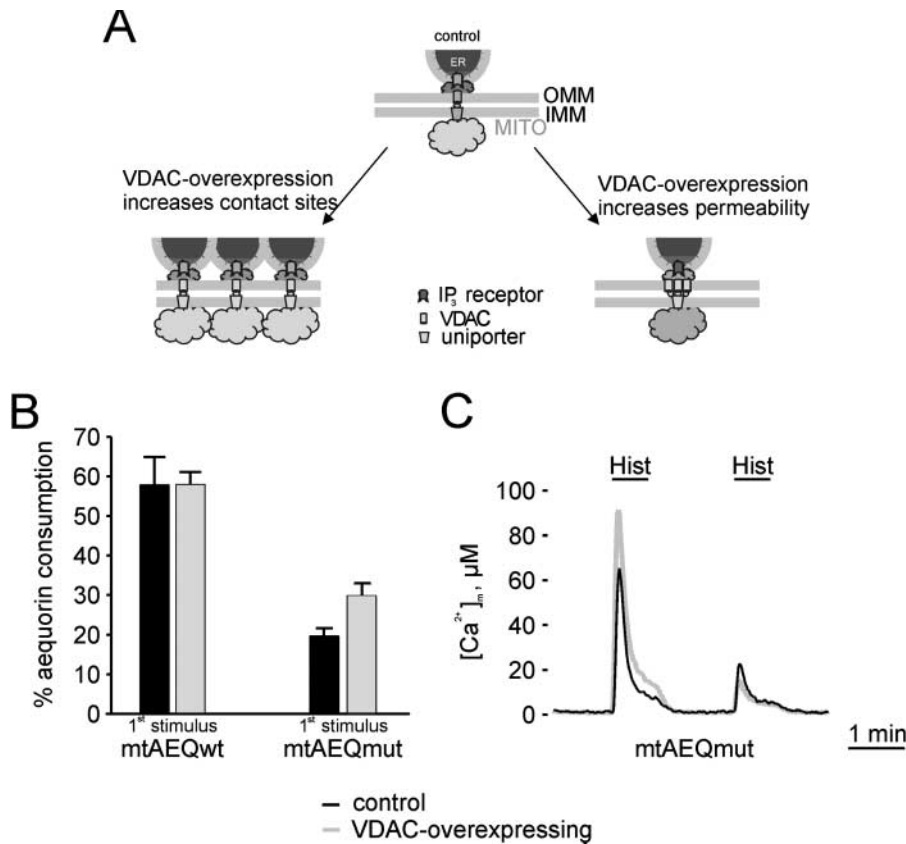 A
control
ER
OMM
IMM
MITO
VDAC-overexpression
increases contact sites
VDAC-overexpression
increases permeability
IP3 receptor
VDAC
uniporter
B
% aequorin consumption
70
60
50
40
30
20
10
0
1st stimulus
mtAEQwt
1st stimulus
mtAEQmut
C
Hist
Hist
[Ca2+]m, µM
100
80
60
40
20
0
mtAEQmut
1 min
control
VDAC-overexpressing